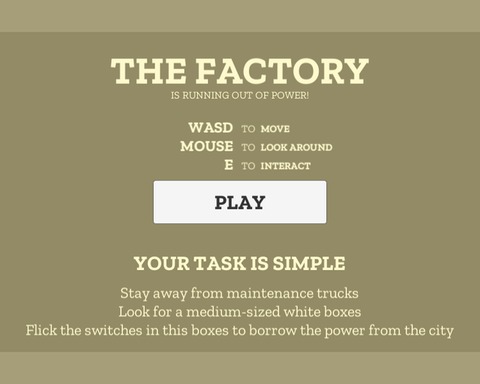 THE FACTORY
IS RUNNING OUT OF POWER!
WASD TO MOVE
MOUSE TO LOOK AROUND
E TO INTERACT
PLAY
YOUR TASK IS SIMPLE
Stay away from maintenance trucks
Look for a medium-sized white boxes
Flick the switches in this boxes to borrow the power from the city